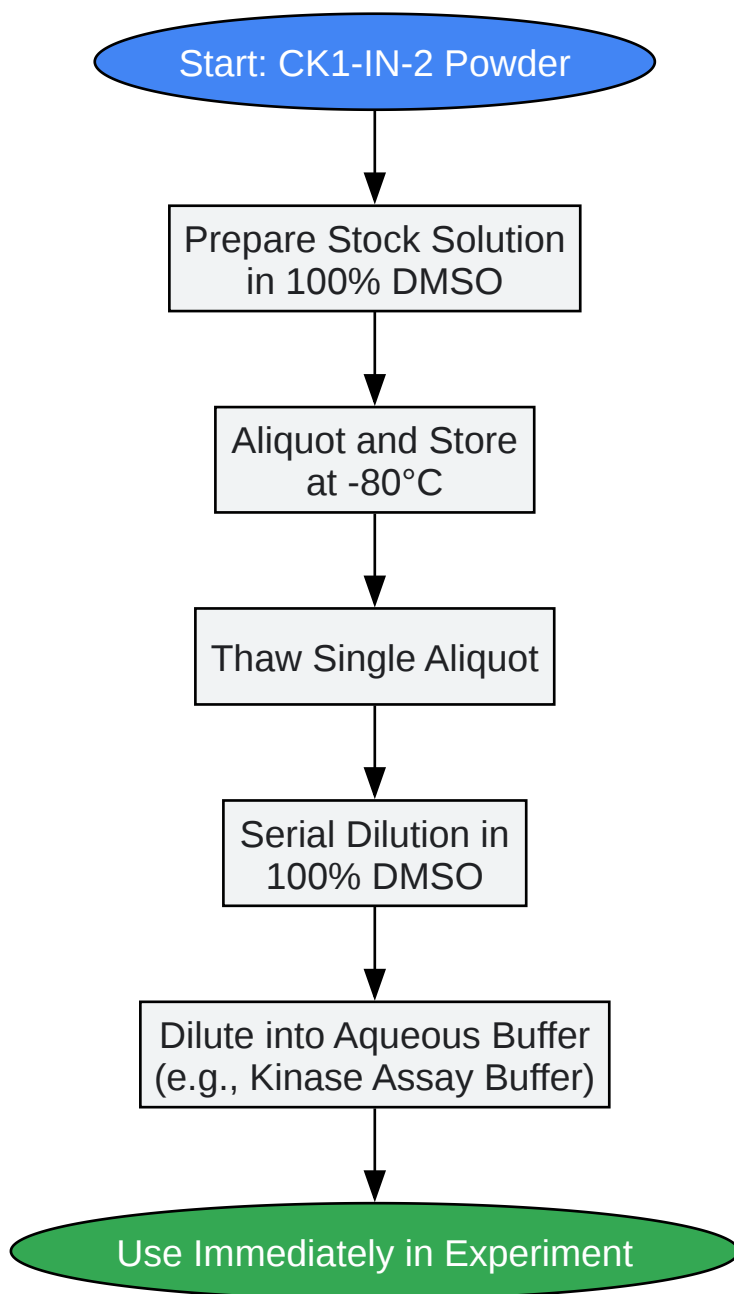 Start: CK1-IN-2 Powder
Prepare Stock Solution
in 100% DMSO
Aliquot and Store
at -80°C
Thaw Single Aliquot
Serial Dilution in
100% DMSO
Dilute into Aqueous Buffer
(e.g., Kinase Assay Buffer)
Use Immediately in Experiment